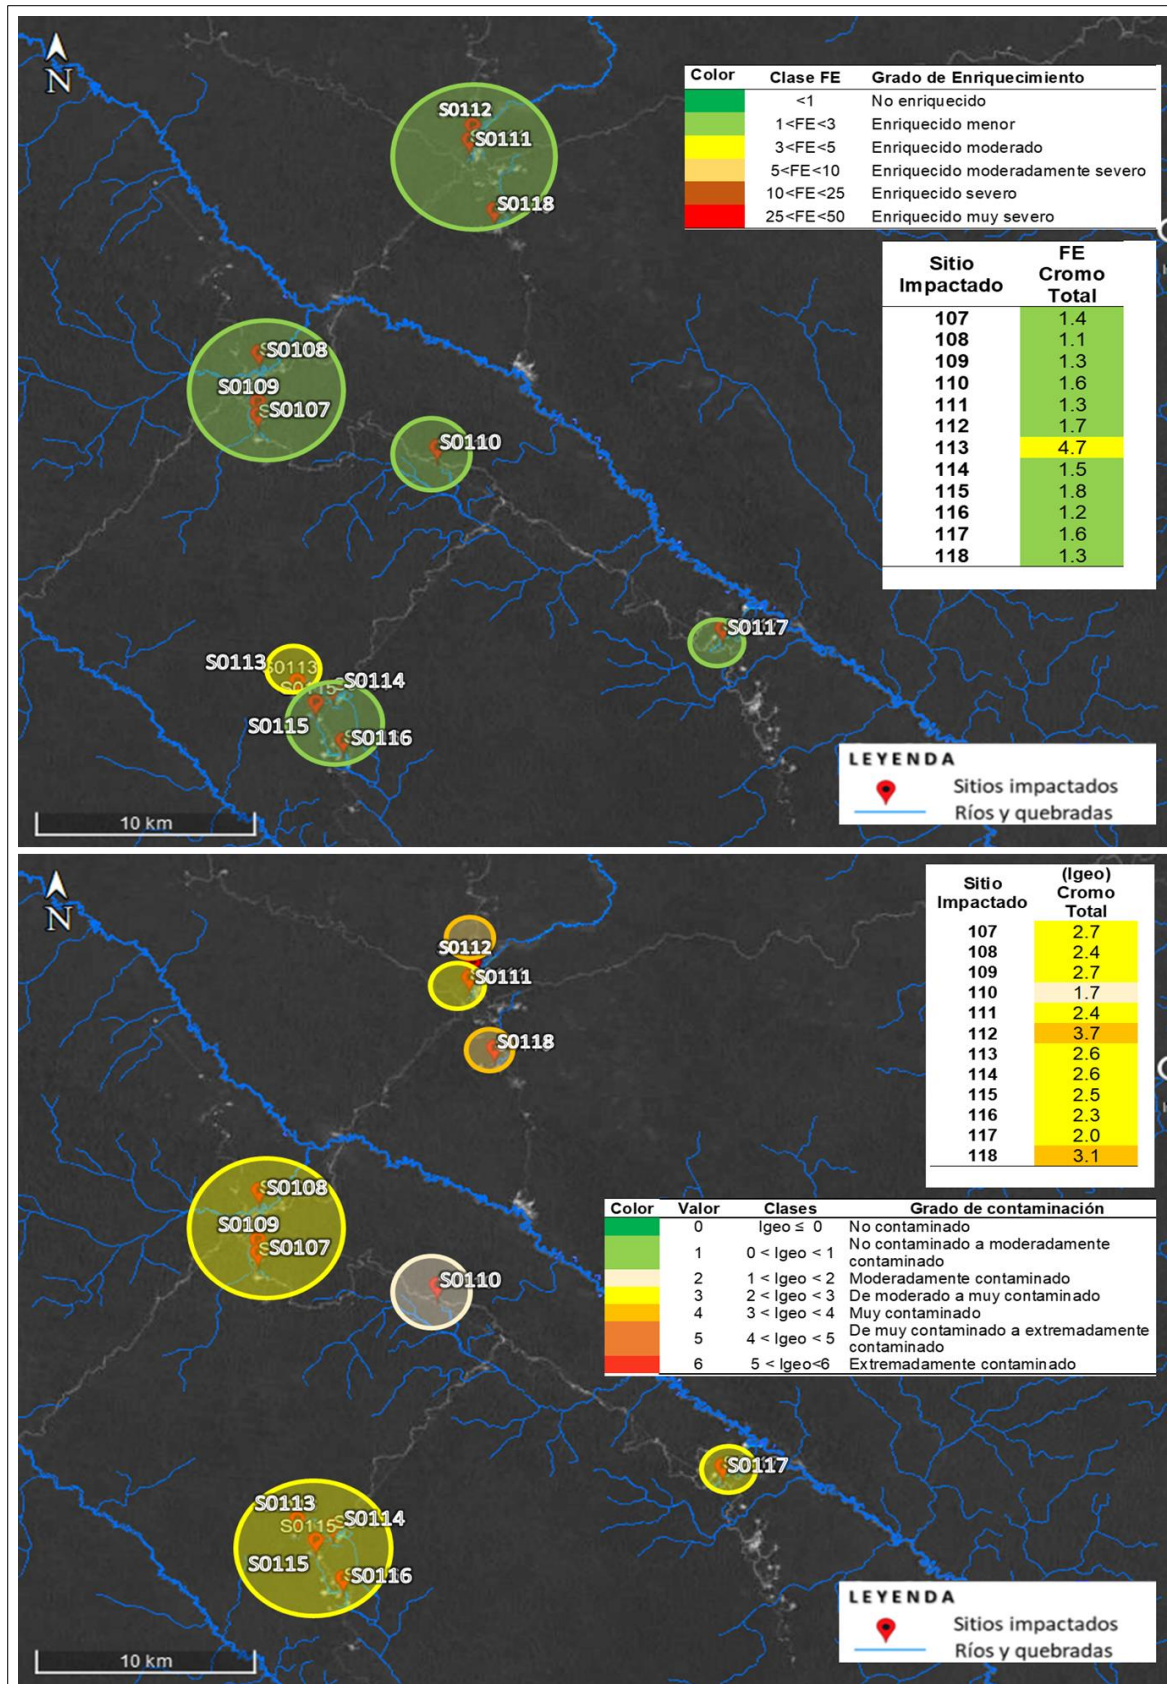 N
Color Clase FE Grado de Enriquecimiento
<1 No enriquecido
1<FE<3 Enriquecido menor
3<FE<5 Enriquecido moderado
5<FE<10 Enriquecido moderadamente severo
10<FE<25 Enriquecido severo
25<FE<50 Enriquecido muy severo
S0112
S0111
S0118
Sitio Impactado FE Cromo Total
107 1.4
108 1.1
109 1.3
110 1.6
111 1.3
112 1.7
113 4.7
114 1.5
115 1.8
116 1.2
117 1.6
118 1.3
S0108
S0109
S0107
S0110
S0117
S0113 S0113
S0115 S0114
S0115
S0116
LEYENDA
Sitios impactados
Ríos y quebradas
10 km
N
Sitio Impactado (Igeo) Cromo Total
107 2.7
108 2.4
109 2.7
110 1.7
111 2.4
112 3.7
113 2.6
114 2.6
115 2.5
116 2.3
117 2.0
118 3.1
S0112
S0111
S0118
S0108
S0109
S0107
S0110
Color Valor Clases Grado de contaminación
0 Igeo ≤ 0 No contaminado
1 0 < Igeo < 1 No contaminado a moderadamente contaminado
2 1 < Igeo < 2 Moderadamente contaminado
3 2 < Igeo < 3 De moderado a muy contaminado
4 3 < Igeo < 4 Muy contaminado
5 4 < Igeo < 5 De muy contaminado a extremadamente contaminado
6 5 < Igeo<6 Extremadamente contaminado
S0117
S0113
S0115 S0114
S0115
S0116
LEYENDA
Sitios impactados
Ríos y quebradas
10 km